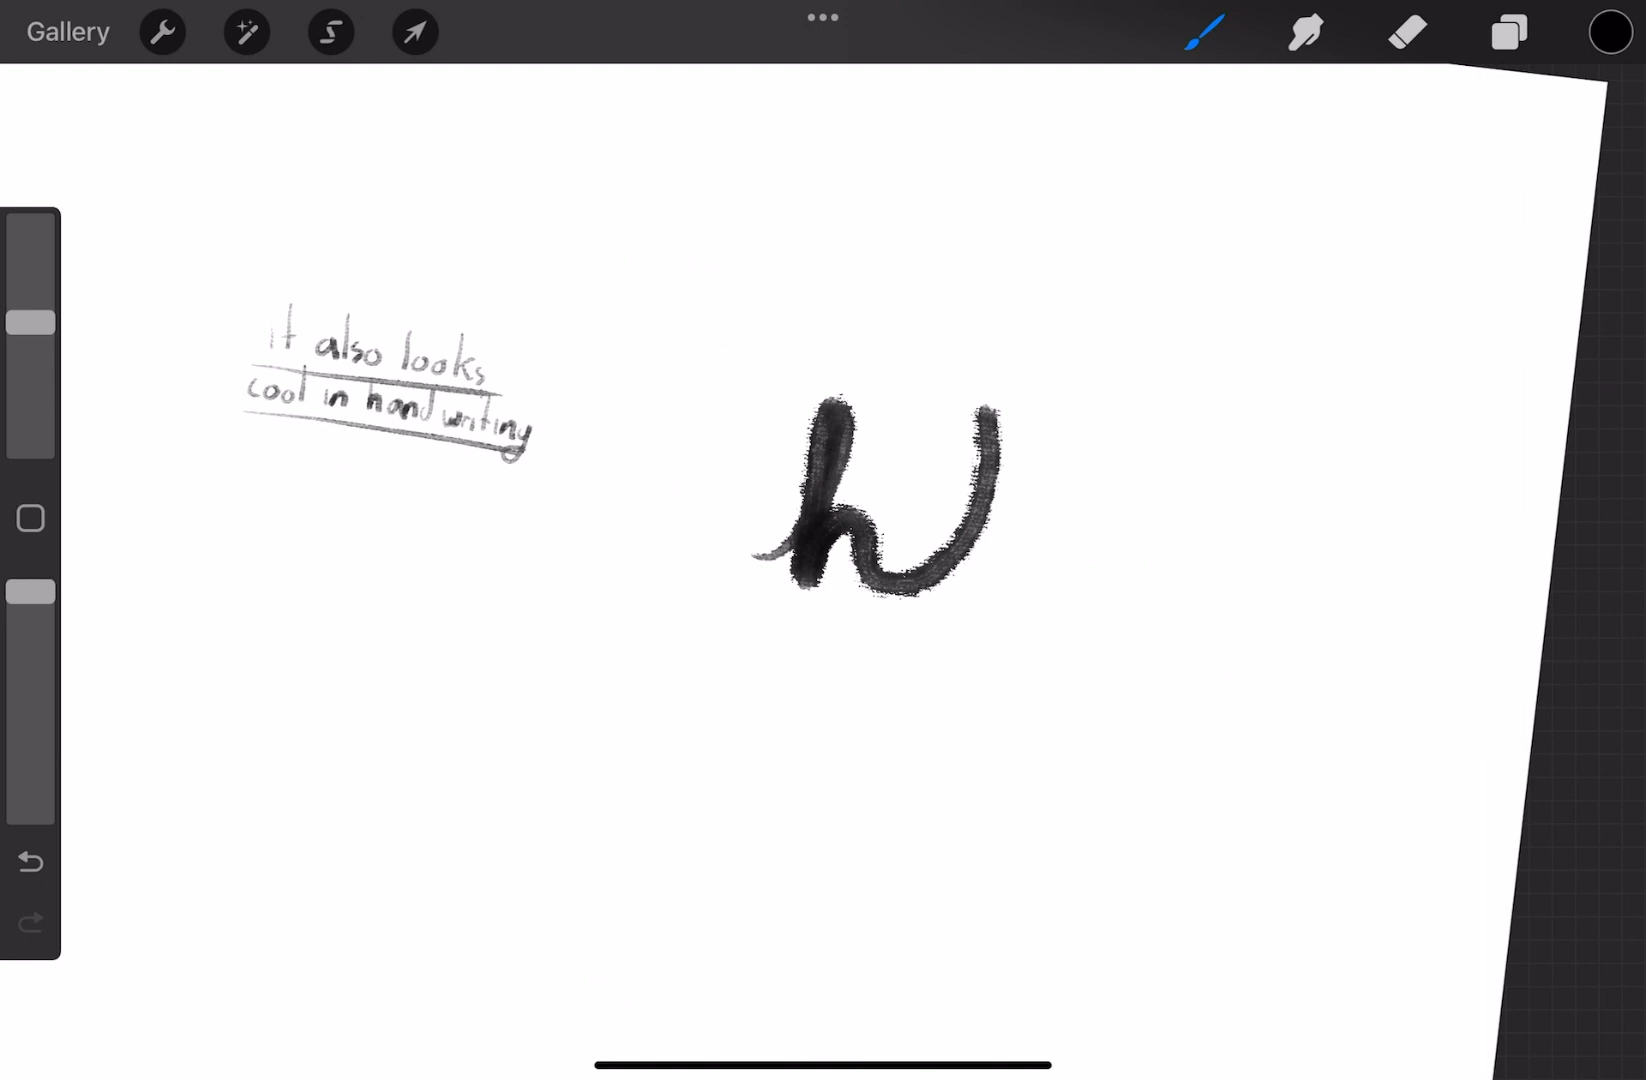 Gallery
It also looks
cool in hand writing
h